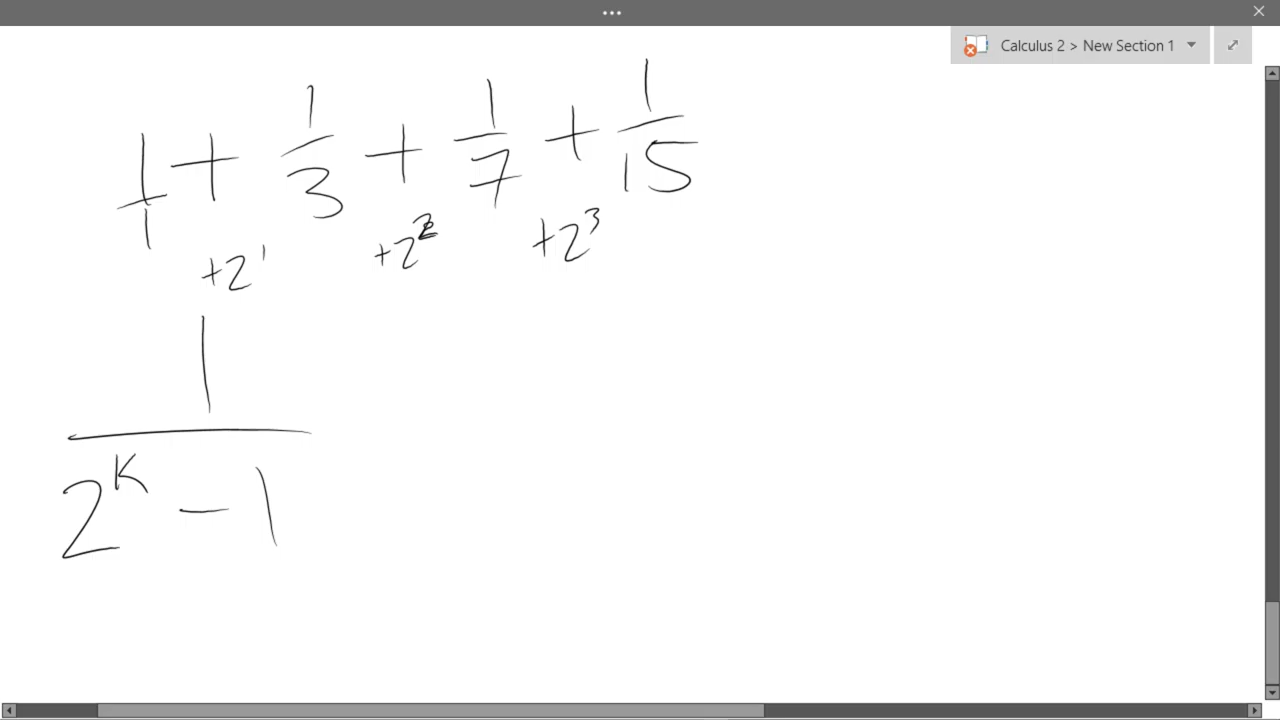 ...
Calculus 2 > New Section 1
1/1 + 1/3 + 1/7 + 1/15
+2^1 +2^2 +2^3
1/(2^k - 1)